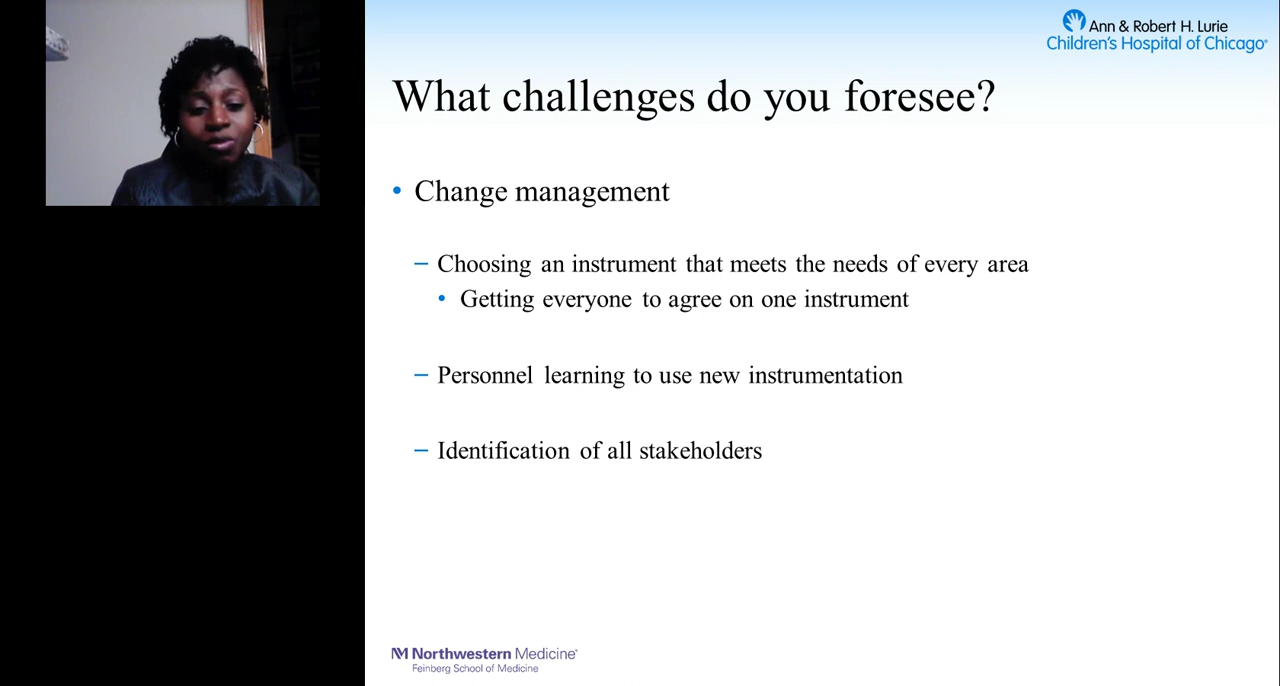 Ann & Robert H. Lurie
Children's Hospital of Chicago®
What challenges do you foresee?
• Change management
– Choosing an instrument that meets the needs of every area
• Getting everyone to agree on one instrument
– Personnel learning to use new instrumentation
– Identification of all stakeholders
Northwestern Medicine®
Feinberg School of Medicine